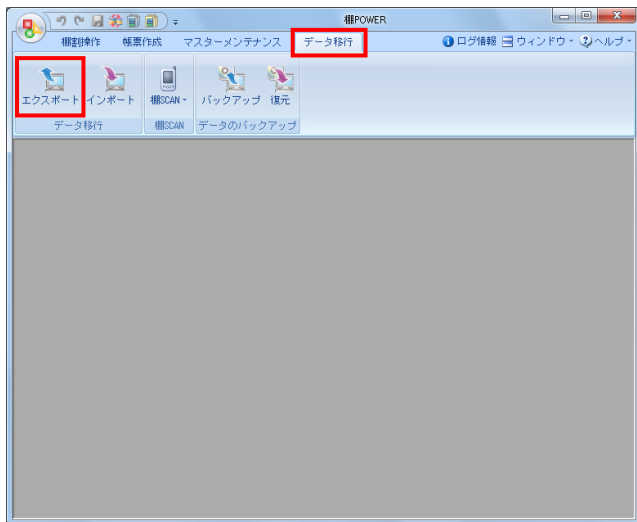 棚POWER
棚割操作 帳票作成 マスターメンテナンス データ移行 ログ情報 ウィンドウ ヘルプ
エクスポート インポート 棚SCAN バックアップ 復元
データ移行 棚SCAN データのバックアップ